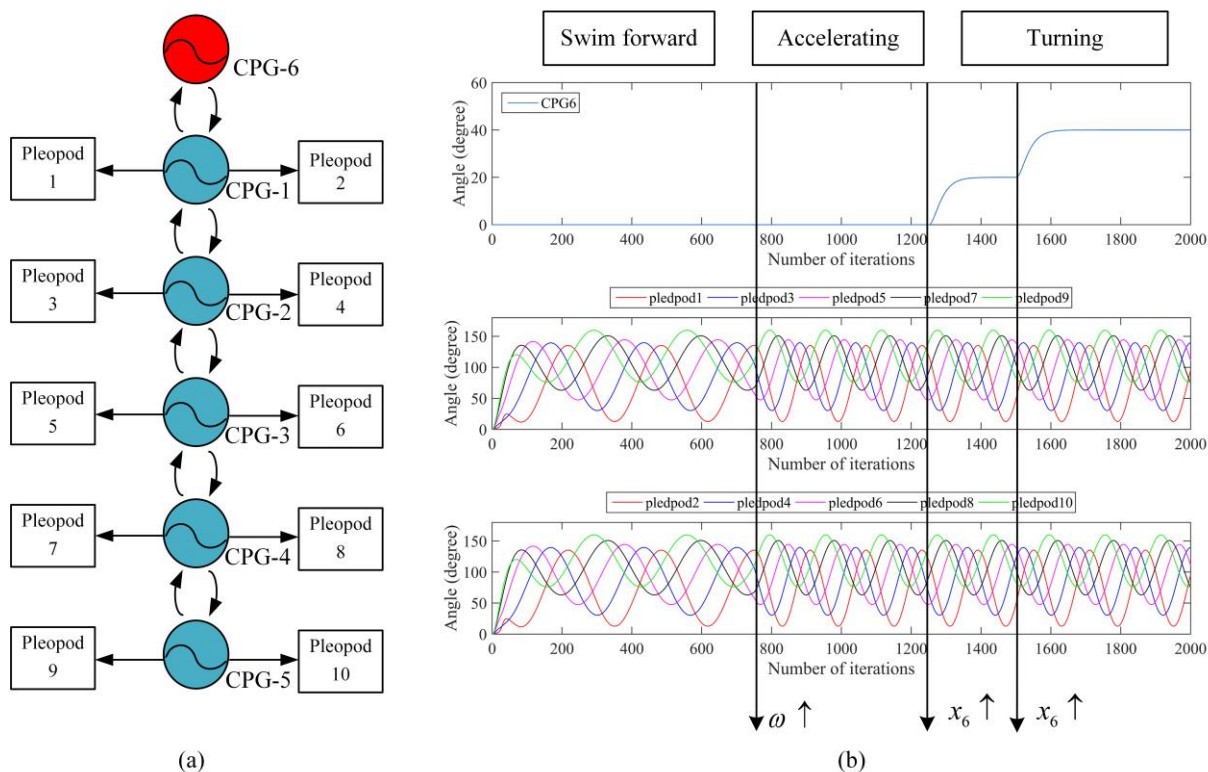 CPG-6
Pleopod
1
CPG-1
Pleopod
2
Pleopod
3
CPG-2
Pleopod
4
Pleopod
5
CPG-3
Pleopod
6
Pleopod
7
CPG-4
Pleopod
8
Pleopod
9
CPG-5
Pleopod
10
(a)
Swim forward Accelerating Turning
CPG6
Angle (degree)
60
40
20
0
0 200 400 600 800 1000 1200 1400 1600 1800 2000
Number of iterations
pledpod1 pledpod3 pledpod5 pledpod7 pledpod9
Angle (degree)
150
100
50
0
0 200 400 600 800 1000 1200 1400 1600 1800 2000
Number of iterations
pledpod2 pledpod4 pledpod6 pledpod8 pledpod10
Angle (degree)
150
100
50
0
0 200 400 600 800 1000 1200 1400 1600 1800 2000
Number of iterations
ω ↑ x₆ ↑ x₆ ↑
(b)